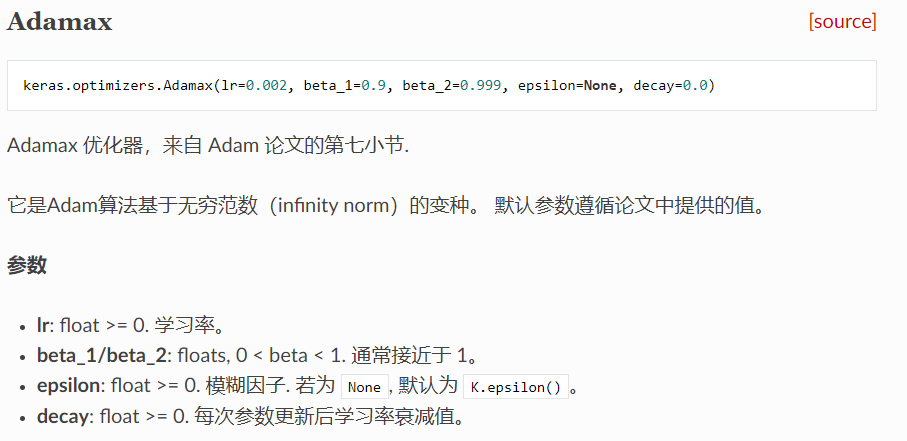 Adamax [source]
keras.optimizers.Adamax(lr=0.002, beta_1=0.9, beta_2=0.999, epsilon=None, decay=0.0)
Adamax 优化器，来自 Adam 论文的第七小节.
它是Adam算法基于无穷范数（infinity norm）的变种。 默认参数遵循论文中提供的值。
参数
• lr: float >= 0. 学习率。
• beta_1/beta_2: floats, 0 < beta < 1. 通常接近于 1。
• epsilon: float >= 0. 模糊因子. 若为 None , 默认为 K.epsilon() 。
• decay: float >= 0. 每次参数更新后学习率衰减值。